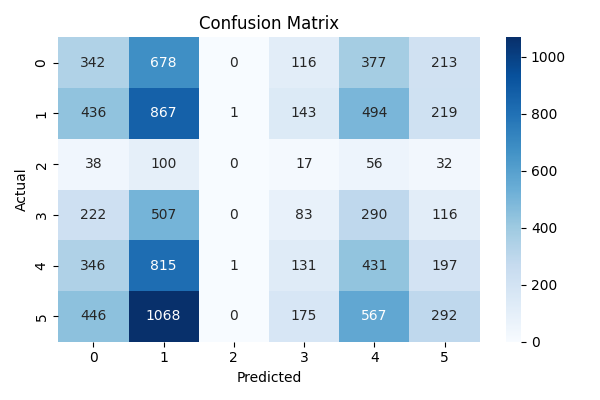 Confusion Matrix
0 342 678 0 116 377 213
1 436 867 1 143 494 219
2 38 100 0 17 56 32
3 222 507 0 83 290 116
4 346 815 1 131 431 197
5 446 1068 0 175 567 292
0 1 2 3 4 5
Predicted
Actual
1000
800
600
400
200
0